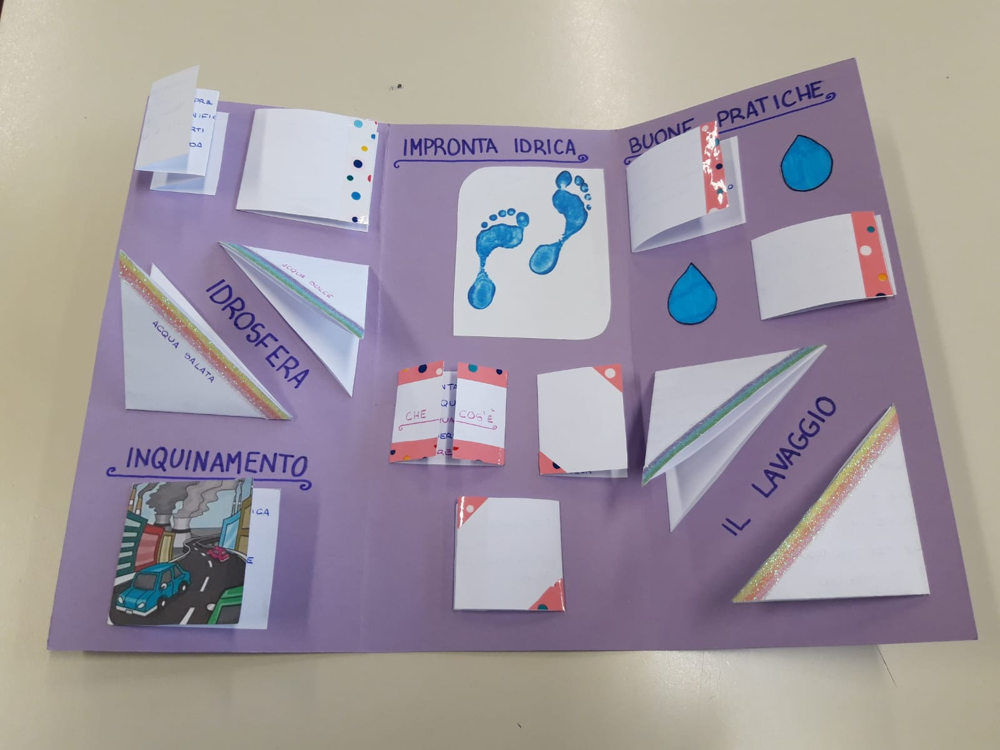 IDROSFERA
ACQUA DOLCE
ACQUA SALATA
INQUINAMENTO
IMPRONTA IDRICA
CHE COS'È
BUONE PRATICHE
IL LAVAGGIO